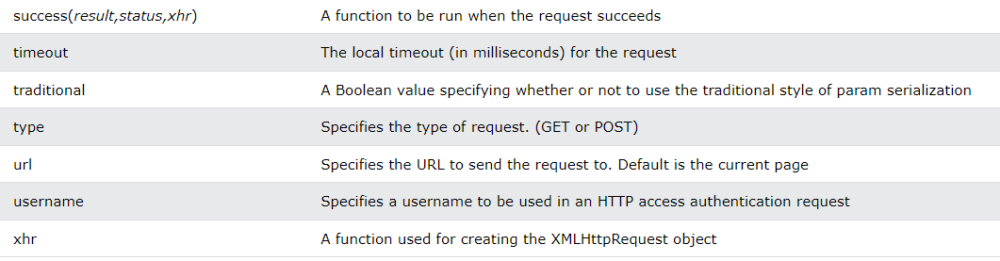 success(result,status,xhr) A function to be run when the request succeeds
timeout The local timeout (in milliseconds) for the request
traditional A Boolean value specifying whether or not to use the traditional style of param serialization
type Specifies the type of request. (GET or POST)
url Specifies the URL to send the request to. Default is the current page
username Specifies a username to be used in an HTTP access authentication request
xhr A function used for creating the XMLHttpRequest object